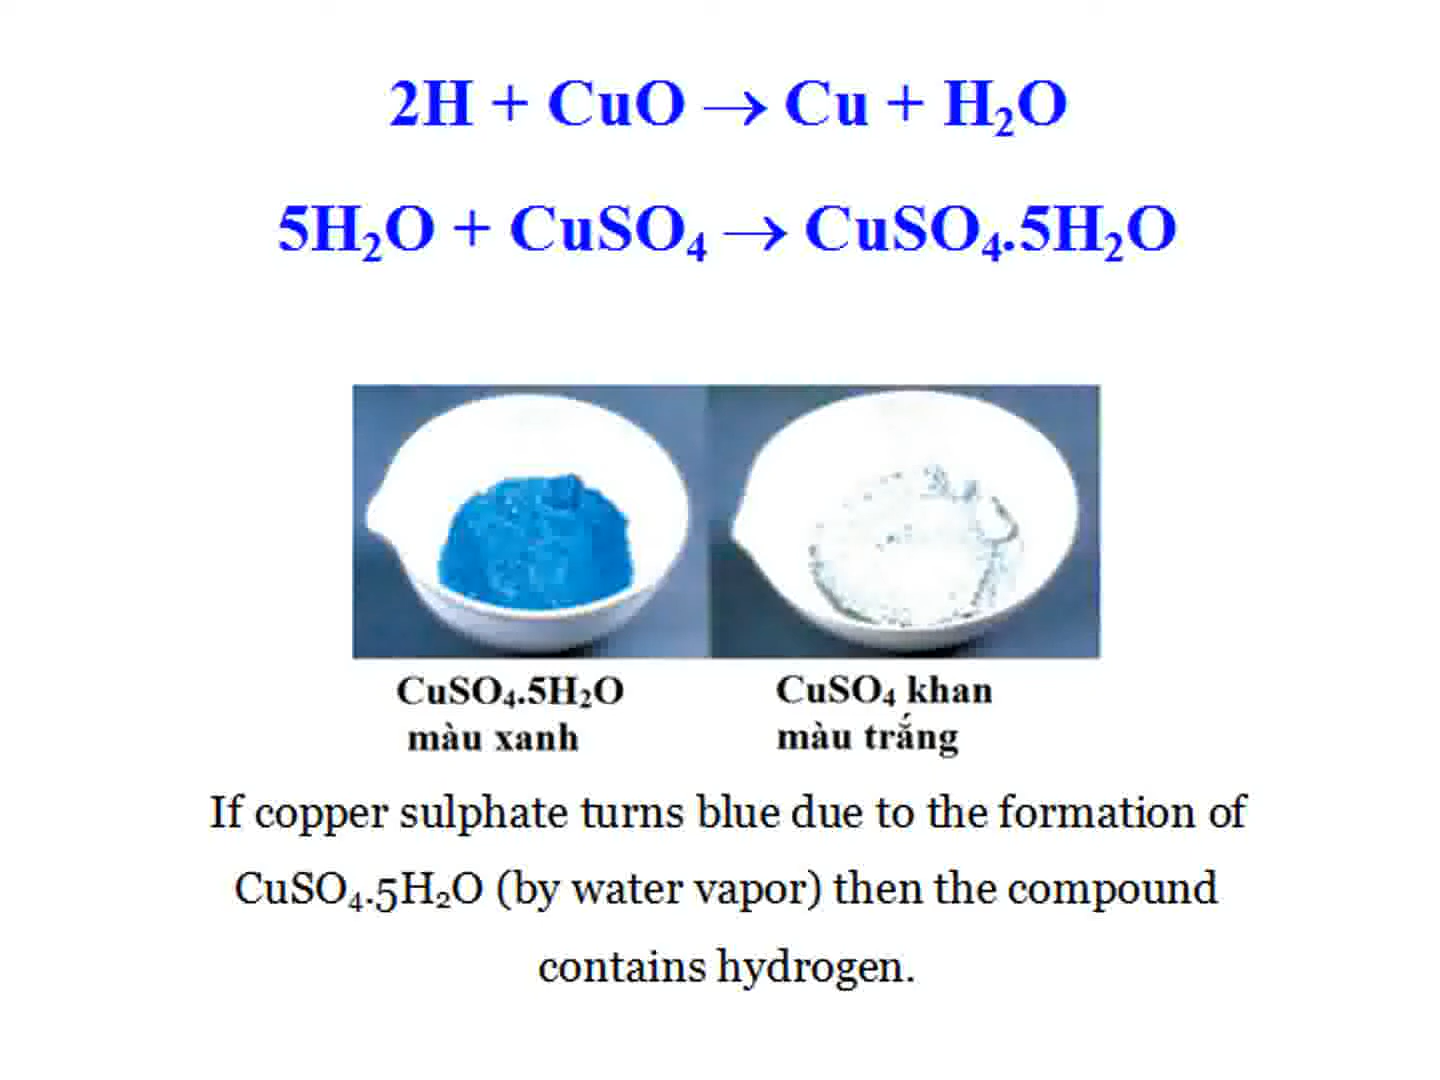 2H + CuO → Cu + H₂O
5H₂O + CuSO₄ → CuSO₄.5H₂O
CuSO₄.5H₂O
màu xanh
CuSO₄ khan
màu trắng
If copper sulphate turns blue due to the formation of
CuSO₄.5H₂O (by water vapor) then the compound
contains hydrogen.